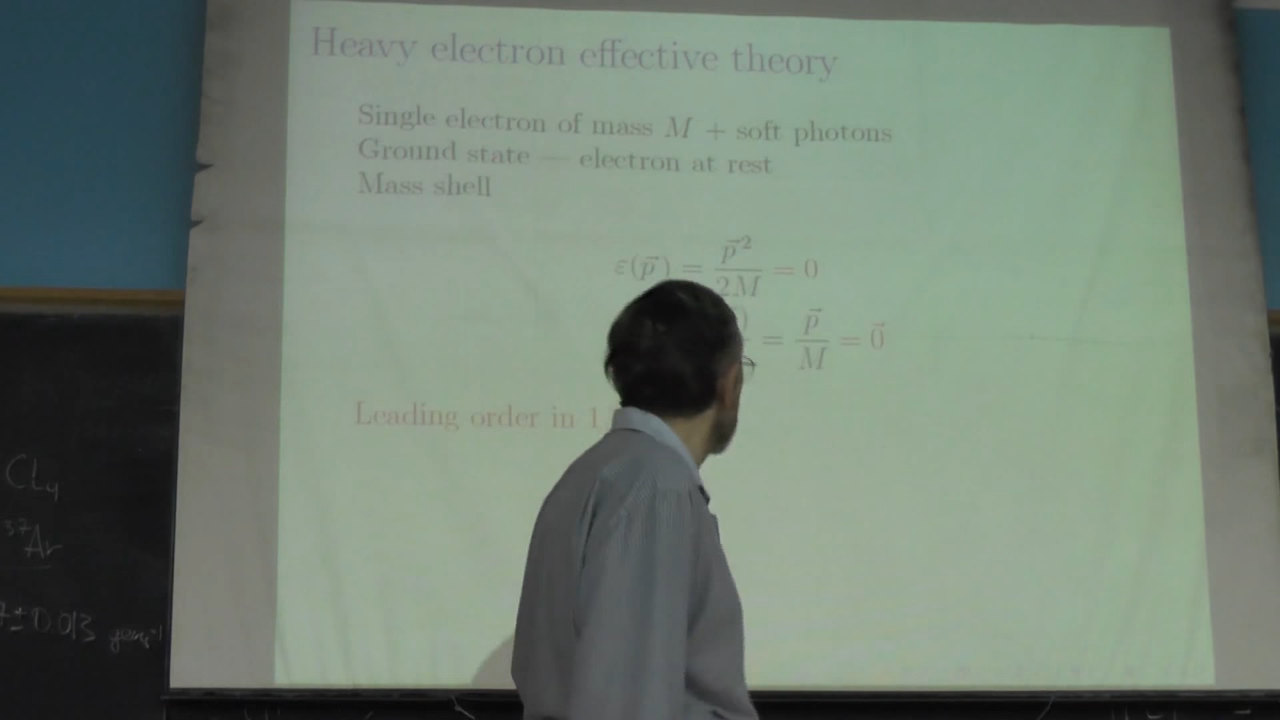 Heavy electron effective theory
Single electron of mass M + soft photons
Ground state — electron at rest
Mass shell
ε(p⃗) = p⃗²/2M = 0
= p⃗/M = 0⃗
Leading order in 1
CL₄
³⁷Ar
7±0.013